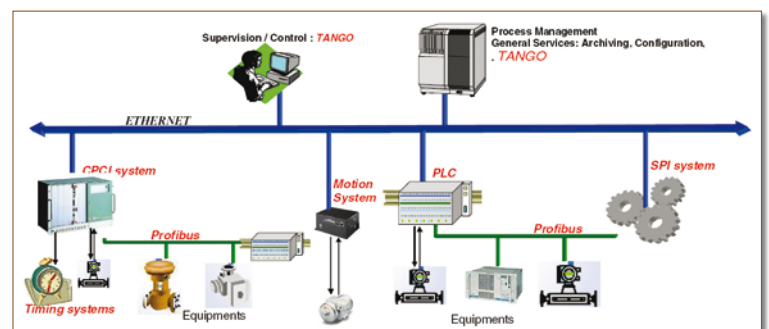 Supervision / Control : TANGO
Process Management
General Services: Archiving, Configuration,
. TANGO
ETHERNET
CPCI system
Motion
System
PLC
SPI system
Profibus
Profibus
Timing systems
Equipments
Equipments